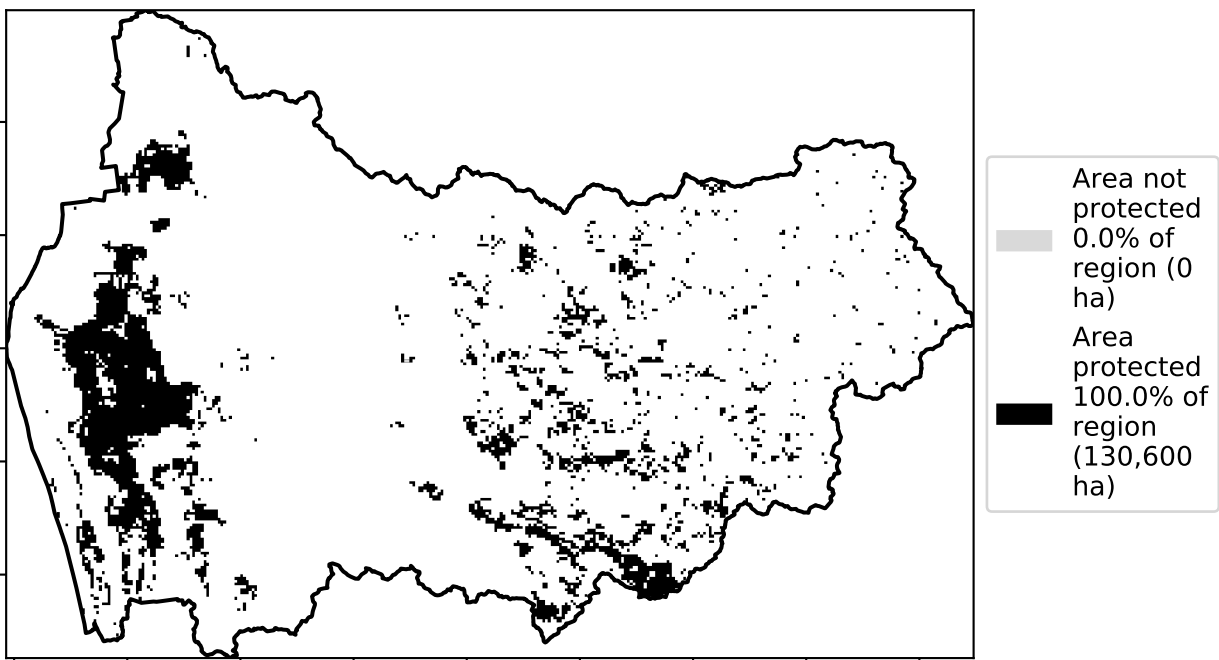 Area not
protected
0.0% of
region (0
ha)
Area
protected
100.0% of
region
(130,600
ha)